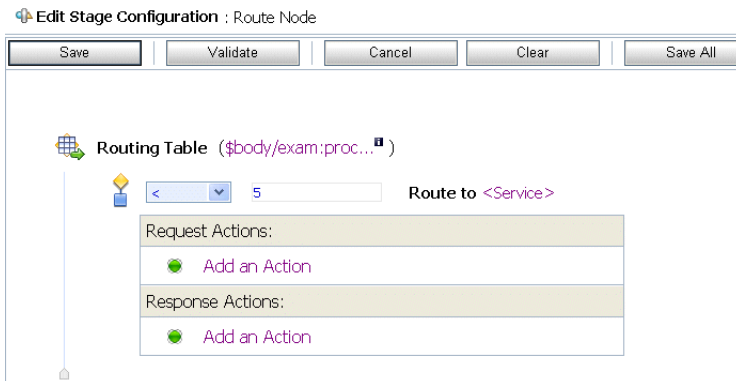 Edit Stage Configuration : Route Node
Save Validate Cancel Clear Save All
Routing Table ($body/exam:proc... )
< 5 Route to <Service>
Request Actions:
Add an Action
Response Actions:
Add an Action